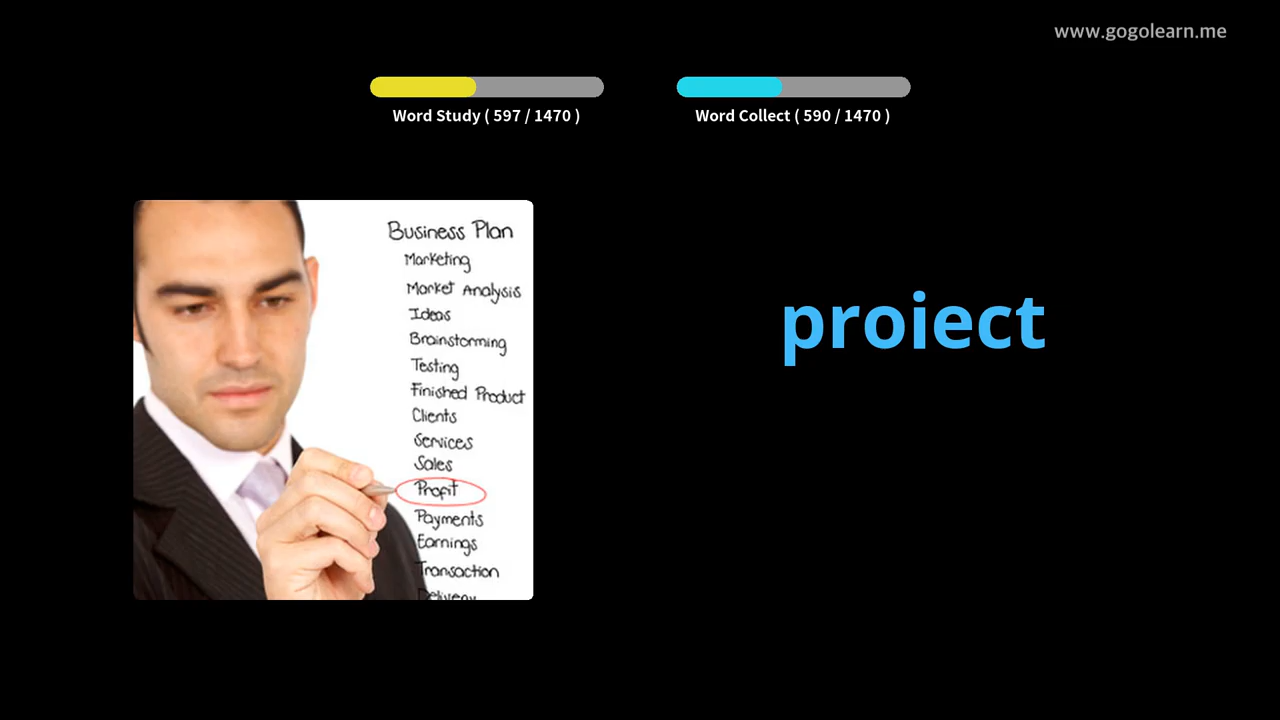 www.gogolearn.me
Word Study ( 597 / 1470 )
Word Collect ( 590 / 1470 )
Business Plan
Marketing
Market Analysis
Ideas
Brainstorming
Testing
Finished Product
Clients
Services
Sales
Profit
Payments
Earnings
Transaction
Delivery
proiect